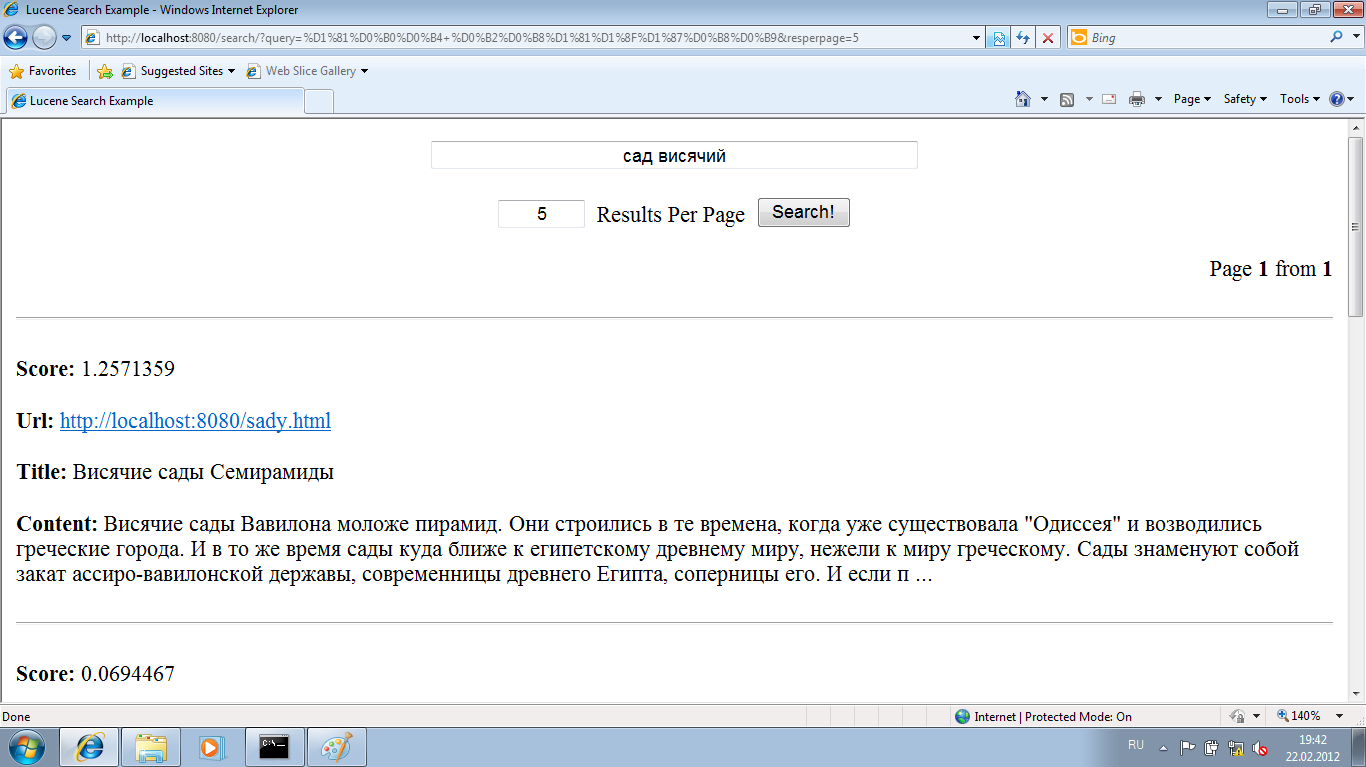 Lucene Search Example - Windows Internet Explorer
http://localhost:8080/search/?query=%D1%81%D0%B0%D0%B4+%D0%B2%D0%B8%D1%81%D1%8F%D1%87%D0%B8%D0%B9&resperpage=5
Bing
Favorites
Suggested Sites
Web Slice Gallery
Lucene Search Example
Page
Safety
Tools
сад висячий
5 Results Per Page Search!
Page 1 from 1
Score: 1.2571359
Url: http://localhost:8080/sady.html
Title: Висячие сады Семирамиды
Content: Висячие сады Вавилона моложе пирамид. Они строились в те времена, когда уже существовала "Одиссея" и возводились
греческие города. И в то же время сады куда ближе к египетскому древнему миру, нежели к миру греческому. Сады знаменуют собой
закат ассиро-вавилонской державы, современницы древнего Египта, соперницы его. И если п ...
Score: 0.0694467
Done
Internet | Protected Mode: On
140%
C:\
RU
19:42
22.02.2012